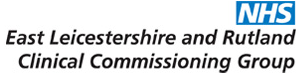 NHS
East Leicestershire and Rutland
Clinical Commissioning Group